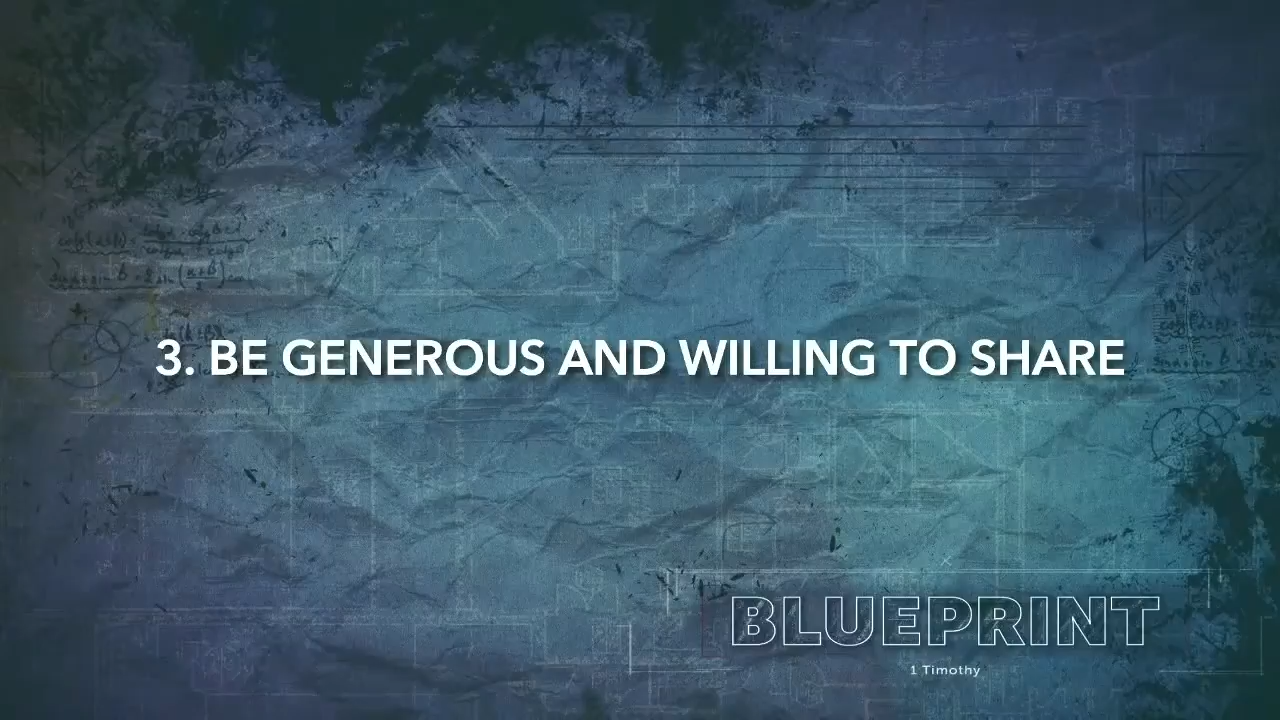 3. BE GENEROUS AND WILLING TO SHARE
BLUEPRINT
1 Timothy